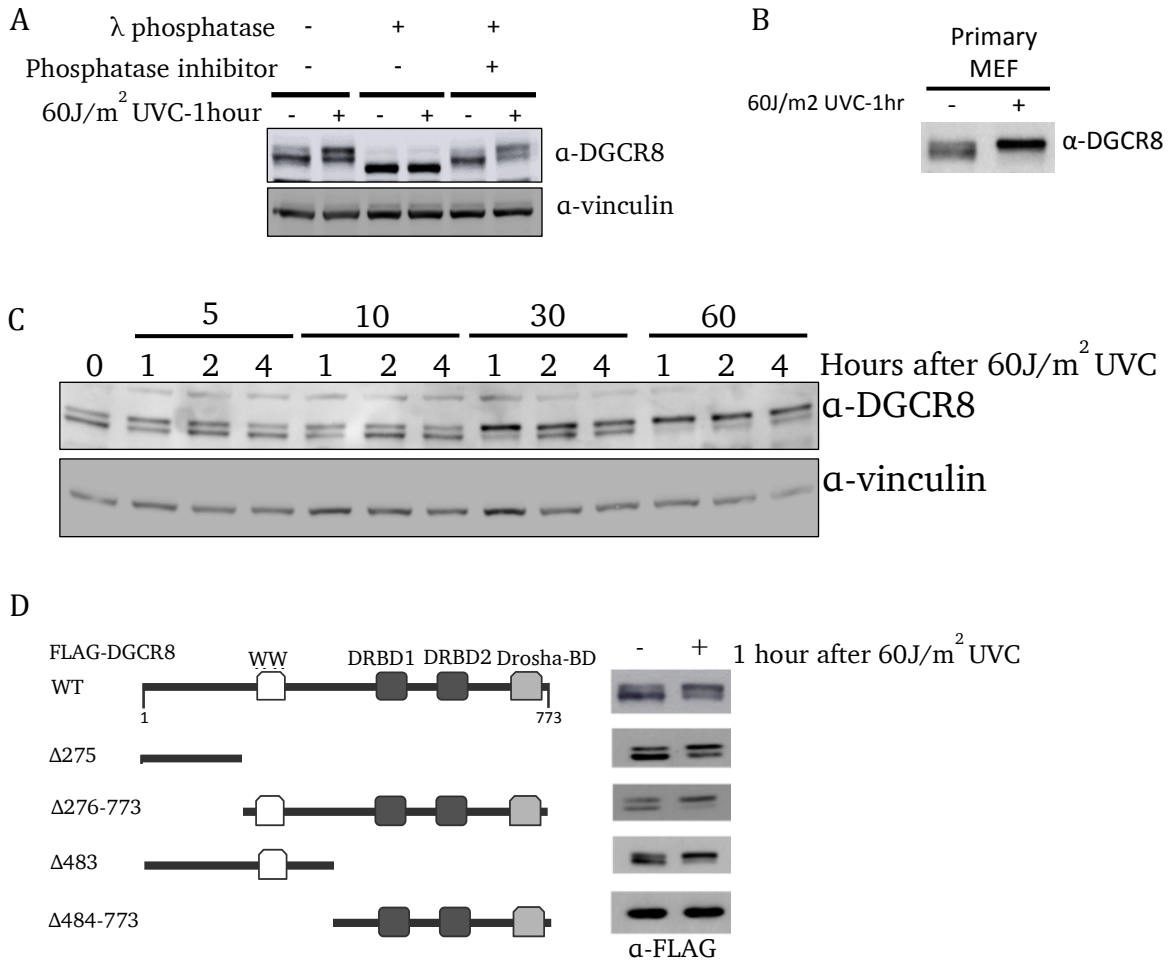 A
λ phosphatase - + +
Phosphatase inhibitor - - +
60J/m2 UVC-1hour - + - + - +
α-DGCR8
α-vinculin
B
Primary
MEF
60J/m2 UVC-1hr - +
α-DGCR8
C
5 10 30 60
0 1 2 4 1 2 4 1 2 4 1 2 4 Hours after 60J/m2 UVC
α-DGCR8
α-vinculin
D
FLAG-DGCR8 WW DRBD1 DRBD2 Drosha-BD
WT
1 773
Δ275
Δ276-773
Δ483
Δ484-773
- + 1 hour after 60J/m2 UVC
α-FLAG